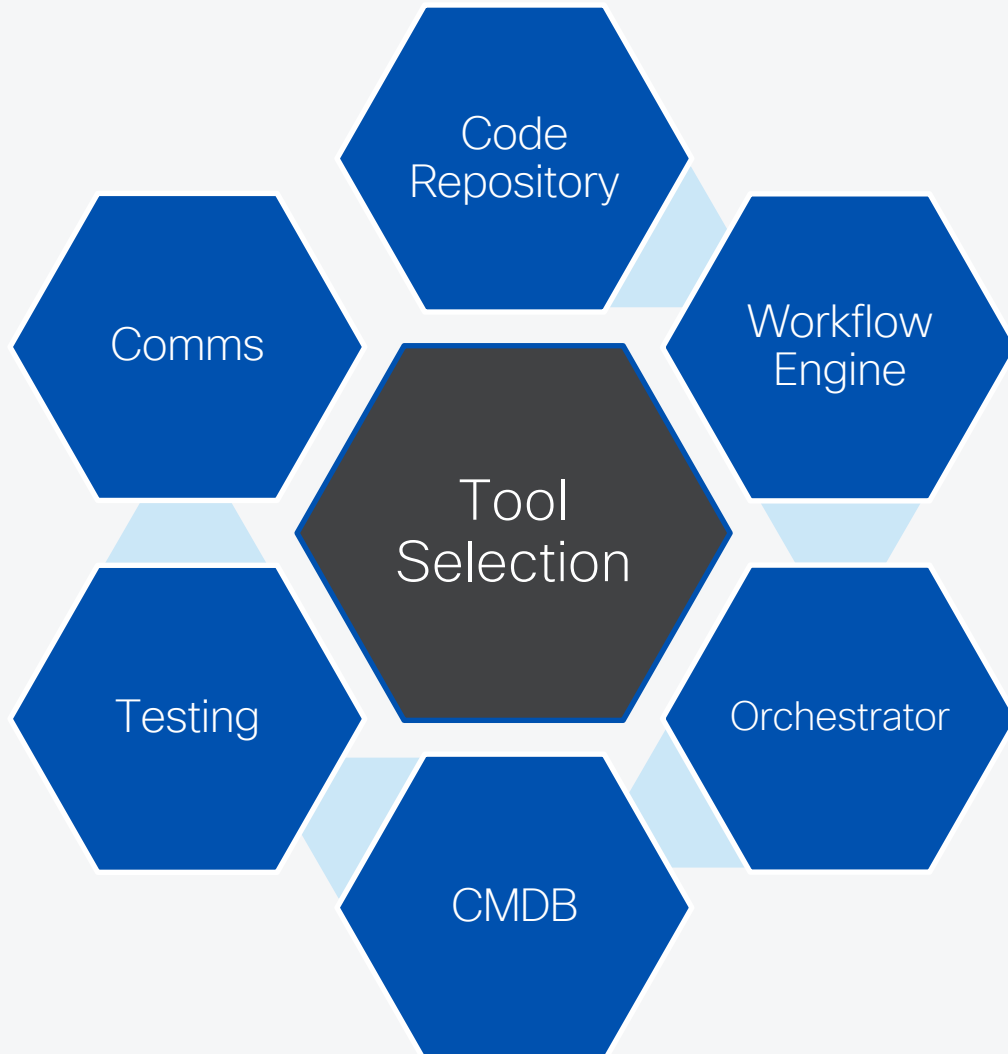 Code
Repository
Workflow
Engine
Comms
Tool
Selection
Orchestrator
Testing
CMDB